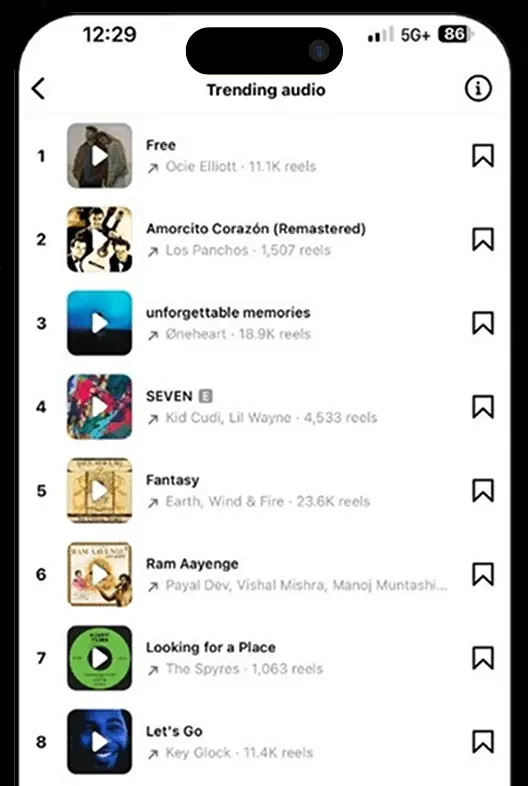 12:29 5G+ 86
Trending audio
1 Free
Ocie Elliott · 11.1K reels
2 Amorcito Corazón (Remastered)
Los Panchos · 1,507 reels
3 unforgettable memories
Øneheart · 18.9K reels
4 SEVEN E
Kid Cudi, Lil Wayne · 4,533 reels
5 Fantasy
Earth, Wind & Fire · 23.6K reels
6 Ram Aayenge
Payal Dev, Vishal Mishra, Manoj Muntashi...
RAM AAYENGE
7 Looking for a Place
The Spyres · 1,063 reels
8 Let's Go
Key Glock · 11.4K reels